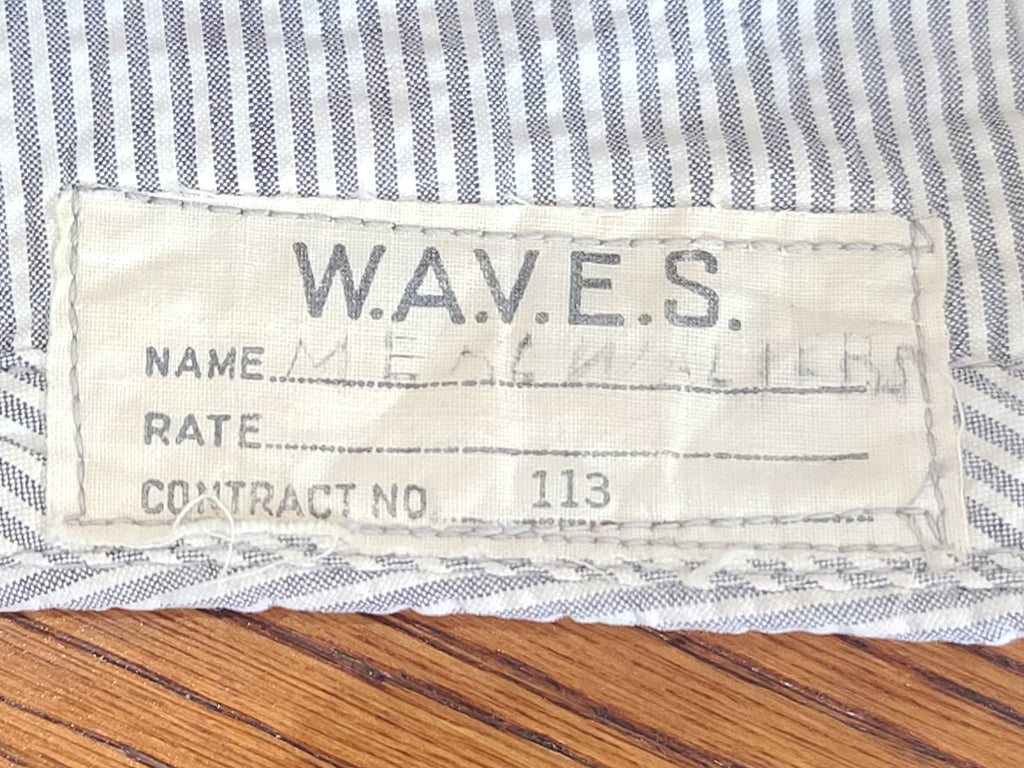 W.A.V.E.S.
NAME
RATE
CONTRACT NO 113